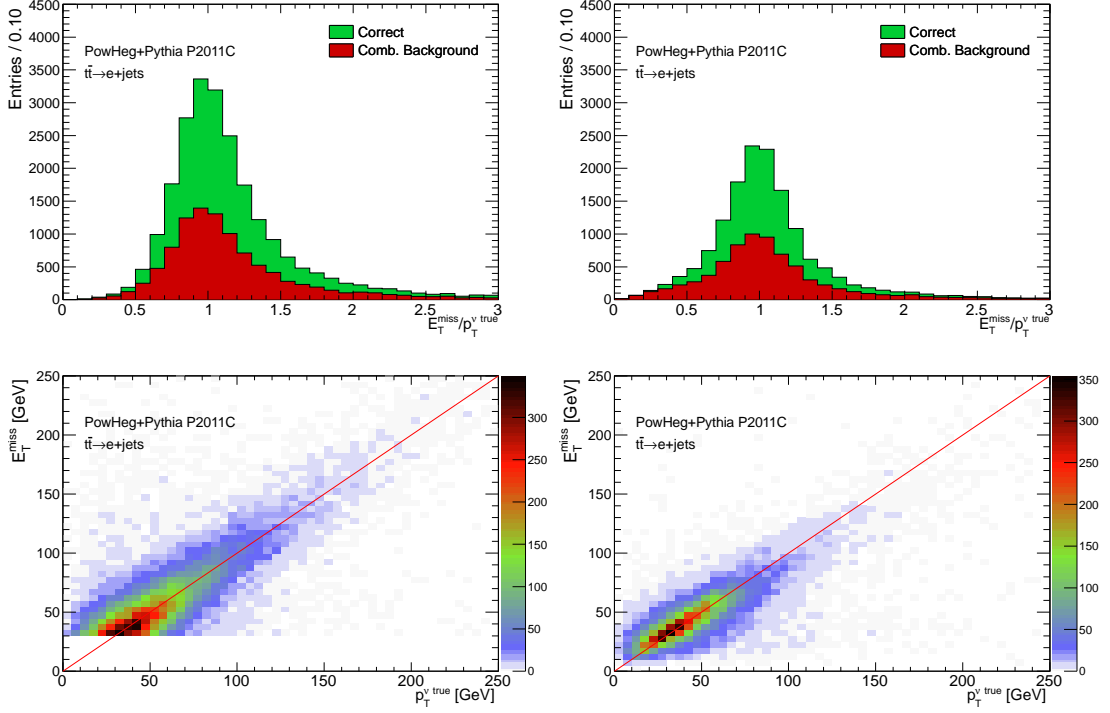 Entries / 0.10
4500
4000
3500
3000
2500
2000
1500
1000
500
0
PowHeg+Pythia P2011C
tt̄→e+jets
Correct
Comb. Background
0 0.5 1 1.5 2 2.5 3
E_T^miss/p_T^ν true
Entries / 0.10
4500
4000
3500
3000
2500
2000
1500
1000
500
0
PowHeg+Pythia P2011C
tt̄→e+jets
Correct
Comb. Background
0 0.5 1 1.5 2 2.5 3
E_T^miss/p_T^ν true
E_T^miss [GeV]
250
200
150
100
50
0
PowHeg+Pythia P2011C
tt̄→e+jets
0 50 100 150 200 250
p_T^ν true [GeV]
300
250
200
150
100
50
0
E_T^miss [GeV]
250
200
150
100
50
0
PowHeg+Pythia P2011C
tt̄→e+jets
0 50 100 150 200 250
p_T^ν true [GeV]
350
300
250
200
150
100
50
0